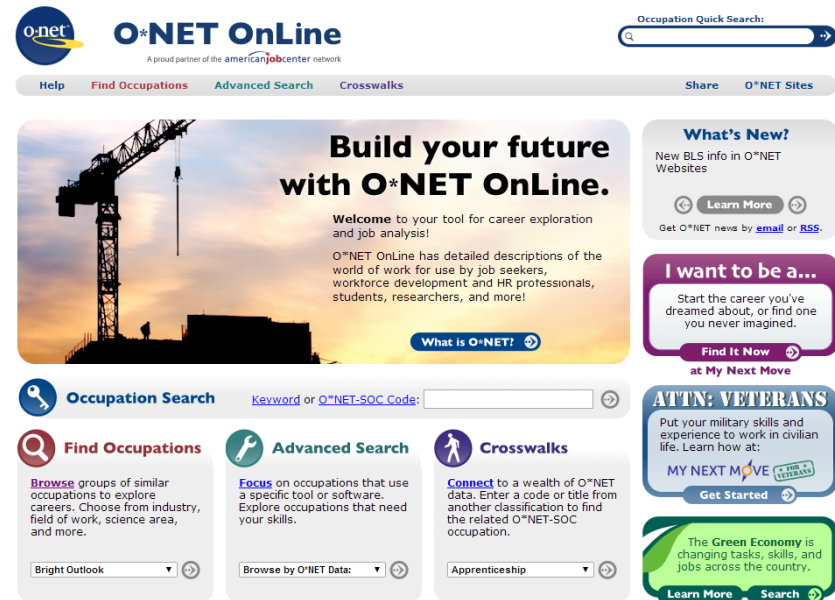 o·net
O*NET OnLine
A proud partner of the americanjobcenter network
Occupation Quick Search:
Help Find Occupations Advanced Search Crosswalks Share O*NET Sites
Build your future
with O*NET OnLine.
Welcome to your tool for career exploration
and job analysis!
O*NET OnLine has detailed descriptions of the
world of work for use by job seekers,
workforce development and HR professionals,
students, researchers, and more!
What is O*NET?
What's New?
New BLS info in O*NET
Websites
Learn More
Get O*NET news by email or RSS.
I want to be a...
Start the career you've
dreamed about, or find one
you never imagined.
Find It Now
at My Next Move
ATTN: VETERANS
Put your military skills and
experience to work in civilian
life. Learn how at:
MY NEXT MOVE FOR VETERANS
Get Started
The Green Economy is
changing tasks, skills, and
jobs across the country.
Learn More Search
Occupation Search Keyword or O*NET-SOC Code:
Find Occupations
Browse groups of similar
occupations to explore
careers. Choose from industry,
field of work, science area,
and more.
Bright Outlook
Advanced Search
Focus on occupations that use
a specific tool or software.
Explore occupations that need
your skills.
Browse by O*NET Data:
Crosswalks
Connect to a wealth of O*NET
data. Enter a code or title from
another classification to find
the related O*NET-SOC
occupation.
Apprenticeship